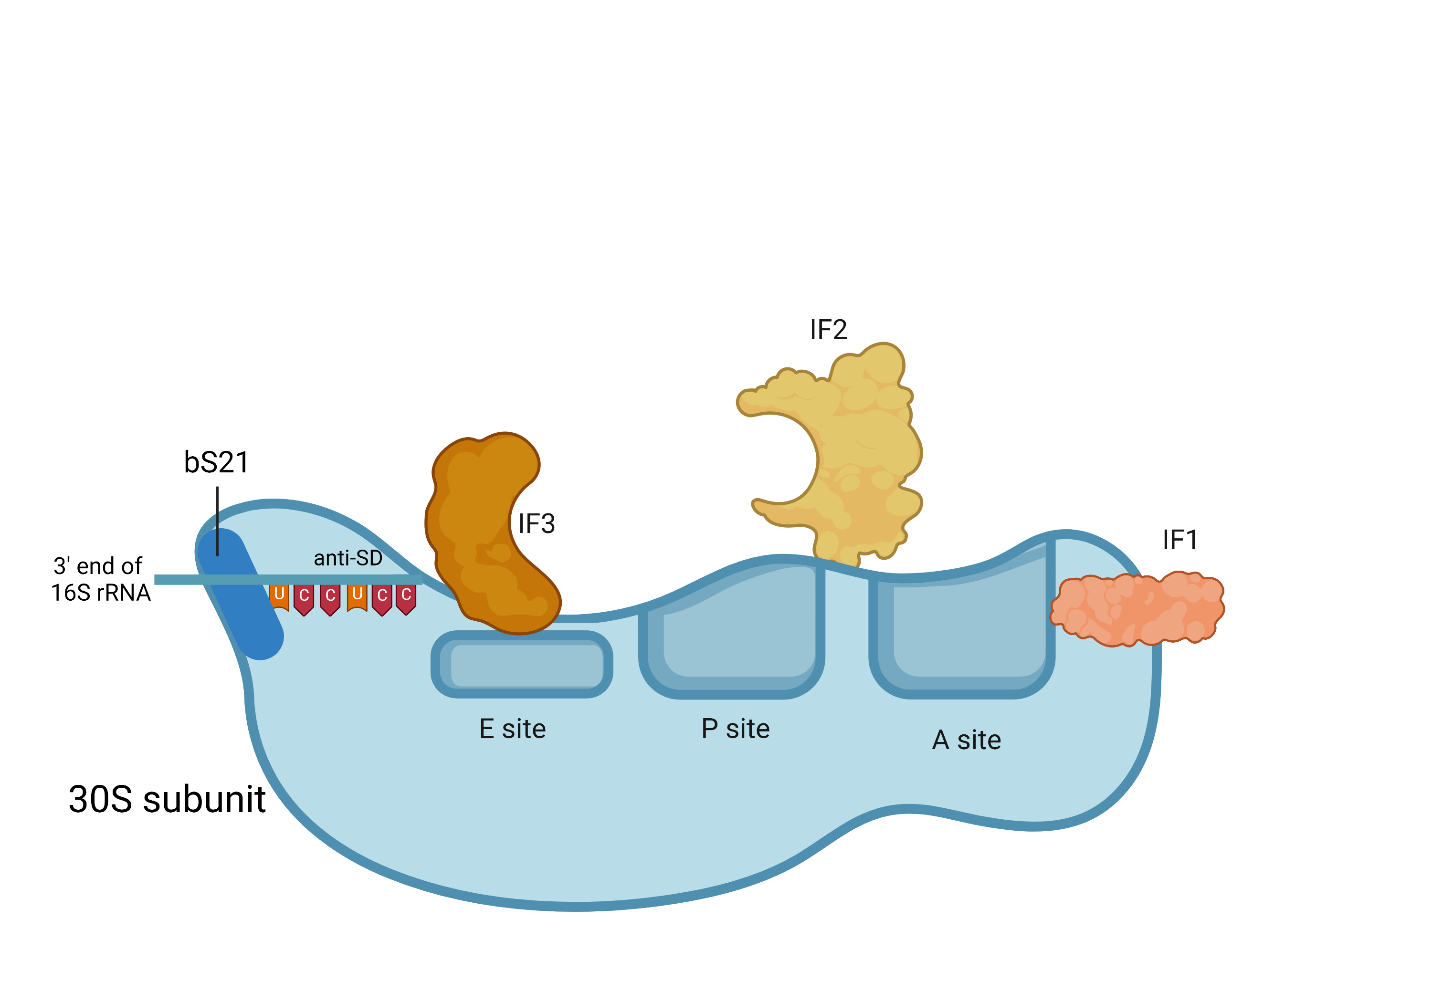 IF2
bS21
IF3
IF1
anti-SD
3' end of
16S rRNA
U C C U C C
E site
P site
A site
30S subunit